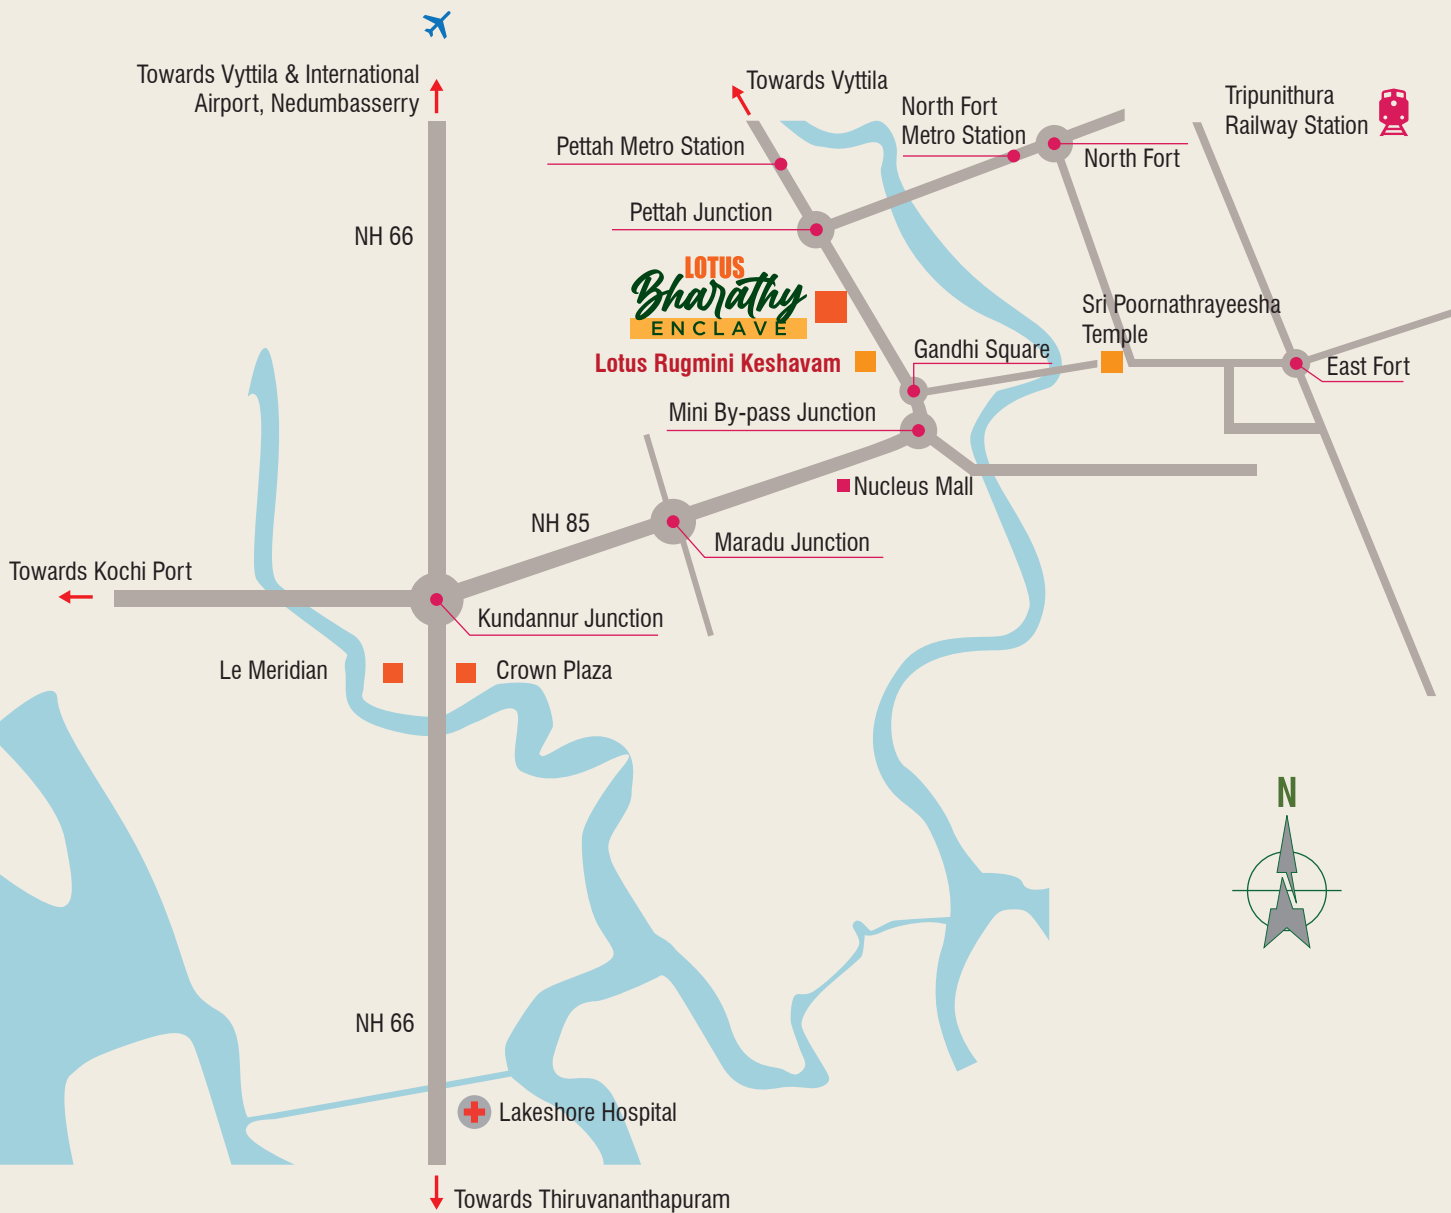 Towards Vyttila & International
Airport, Nedumbasserry
Towards Vyttila
North Fort
Metro Station
Tripunithura
Railway Station
Pettah Metro Station
North Fort
Pettah Junction
NH 66
LOTUS
Bharathy
ENCLAVE
Lotus Rugmini Keshavam
Sri Poornathrayeesha
Temple
Gandhi Square
East Fort
Mini By-pass Junction
Nucleus Mall
NH 85
Maradu Junction
Towards Kochi Port
Kundannur Junction
Le Meridian
Crown Plaza
N
NH 66
Lakeshore Hospital
Towards Thiruvananthapuram